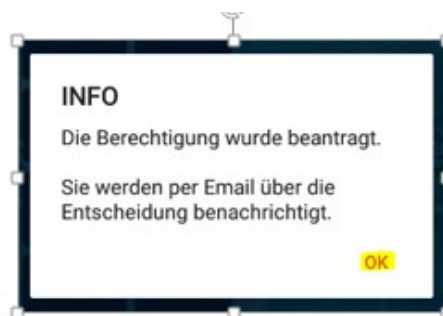 INFO
Die Berechtigung wurde beantragt.
Sie werden per Email über die
Entscheidung benachrichtigt.
OK